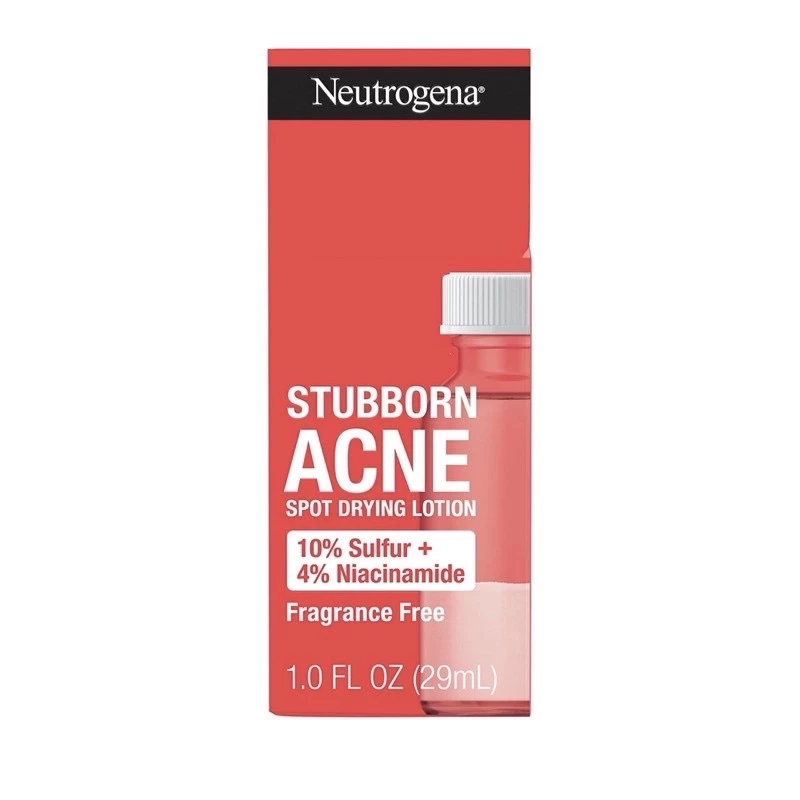 Neutrogena®
STUBBORN
ACNE
SPOT DRYING LOTION
10% Sulfur +
4% Niacinamide
Fragrance Free
1.0 FL OZ (29mL)